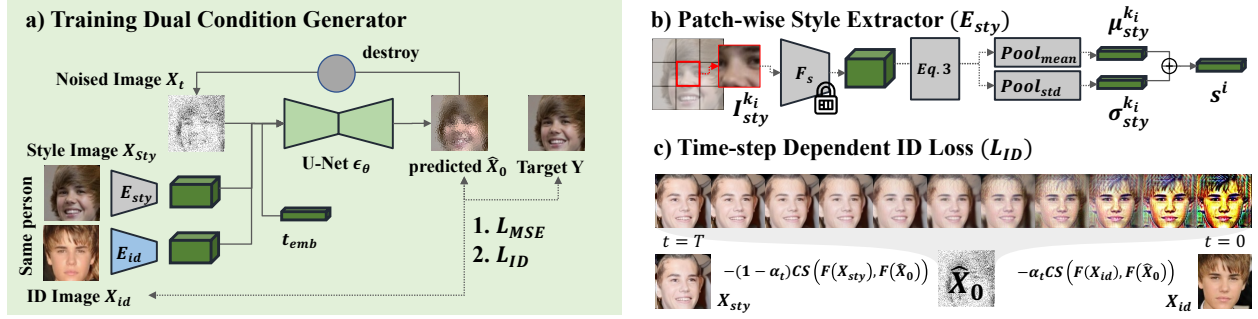 a) Training Dual Condition Generator
destroy
Noised Image X_t
U-Net ϵ_θ
predicted X̂_0
Target Y
Style Image X_Sty
Same person
E_sty
E_id
t_emb
1. L_MSE
2. L_ID
ID Image X_id
b) Patch-wise Style Extractor (E_sty)
I_sty^{k_i}
F_s
Eq. 3
Pool_mean
Pool_std
μ_sty^{k_i}
σ_sty^{k_i}
s^i
c) Time-step Dependent ID Loss (L_ID)
t = T
t = 0
−(1 − α_t)CS(F(X_sty), F(X̂_0))
X̂_0
−α_tCS(F(X_id), F(X̂_0))
X_sty
X_id